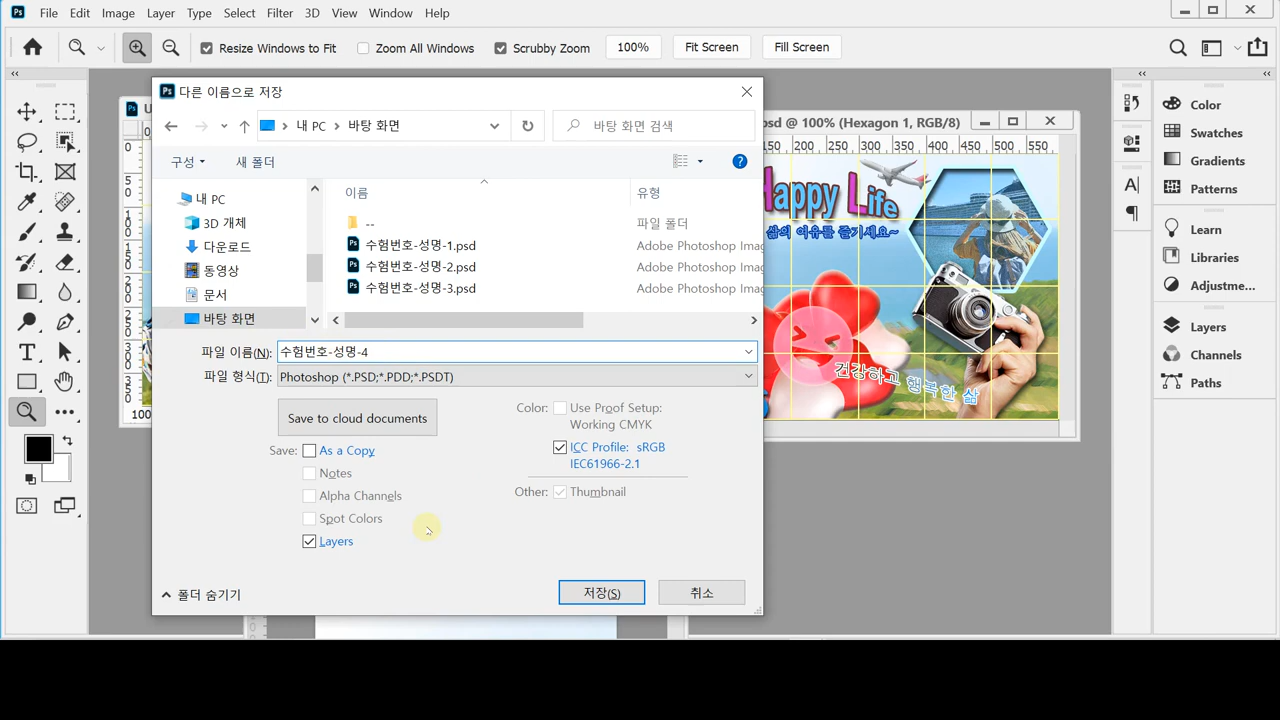 Ps File Edit Image Layer Type Select Filter 3D View Window Help
Resize Windows to Fit Zoom All Windows Scrubby Zoom 100% Fit Screen Fill Screen
Ps 다른 이름으로 저장
내 PC 바탕 화면 바탕 화면 검색
구성 새 폴더
내 PC
3D 개체
다운로드
동영상
문서
바탕 화면
이름 유형
-- 파일 폴더
수험번호-성명-1.psd Adobe Photoshop Imag
수험번호-성명-2.psd Adobe Photoshop Imag
수험번호-성명-3.psd Adobe Photoshop Imag
파일 이름(N): 수험번호-성명-4
파일 형식(T): Photoshop (*.PSD;*.PDD;*.PSDT)
Save to cloud documents
Save: As a Copy
Notes
Alpha Channels
Spot Colors
Layers
Color: Use Proof Setup:
Working CMYK
ICC Profile: sRGB
IEC61966-2.1
Other: Thumbnail
폴더 숨기기 저장(S) 취소
psd @ 100% (Hexagon 1, RGB/8)
200 250 300 350 400 450 500 550
Happy Life
삶의 여유를 즐기세요~
건강하고 행복한 삶
Color
Swatches
Gradients
Patterns
Learn
Libraries
Adjustme...
Layers
Channels
Paths